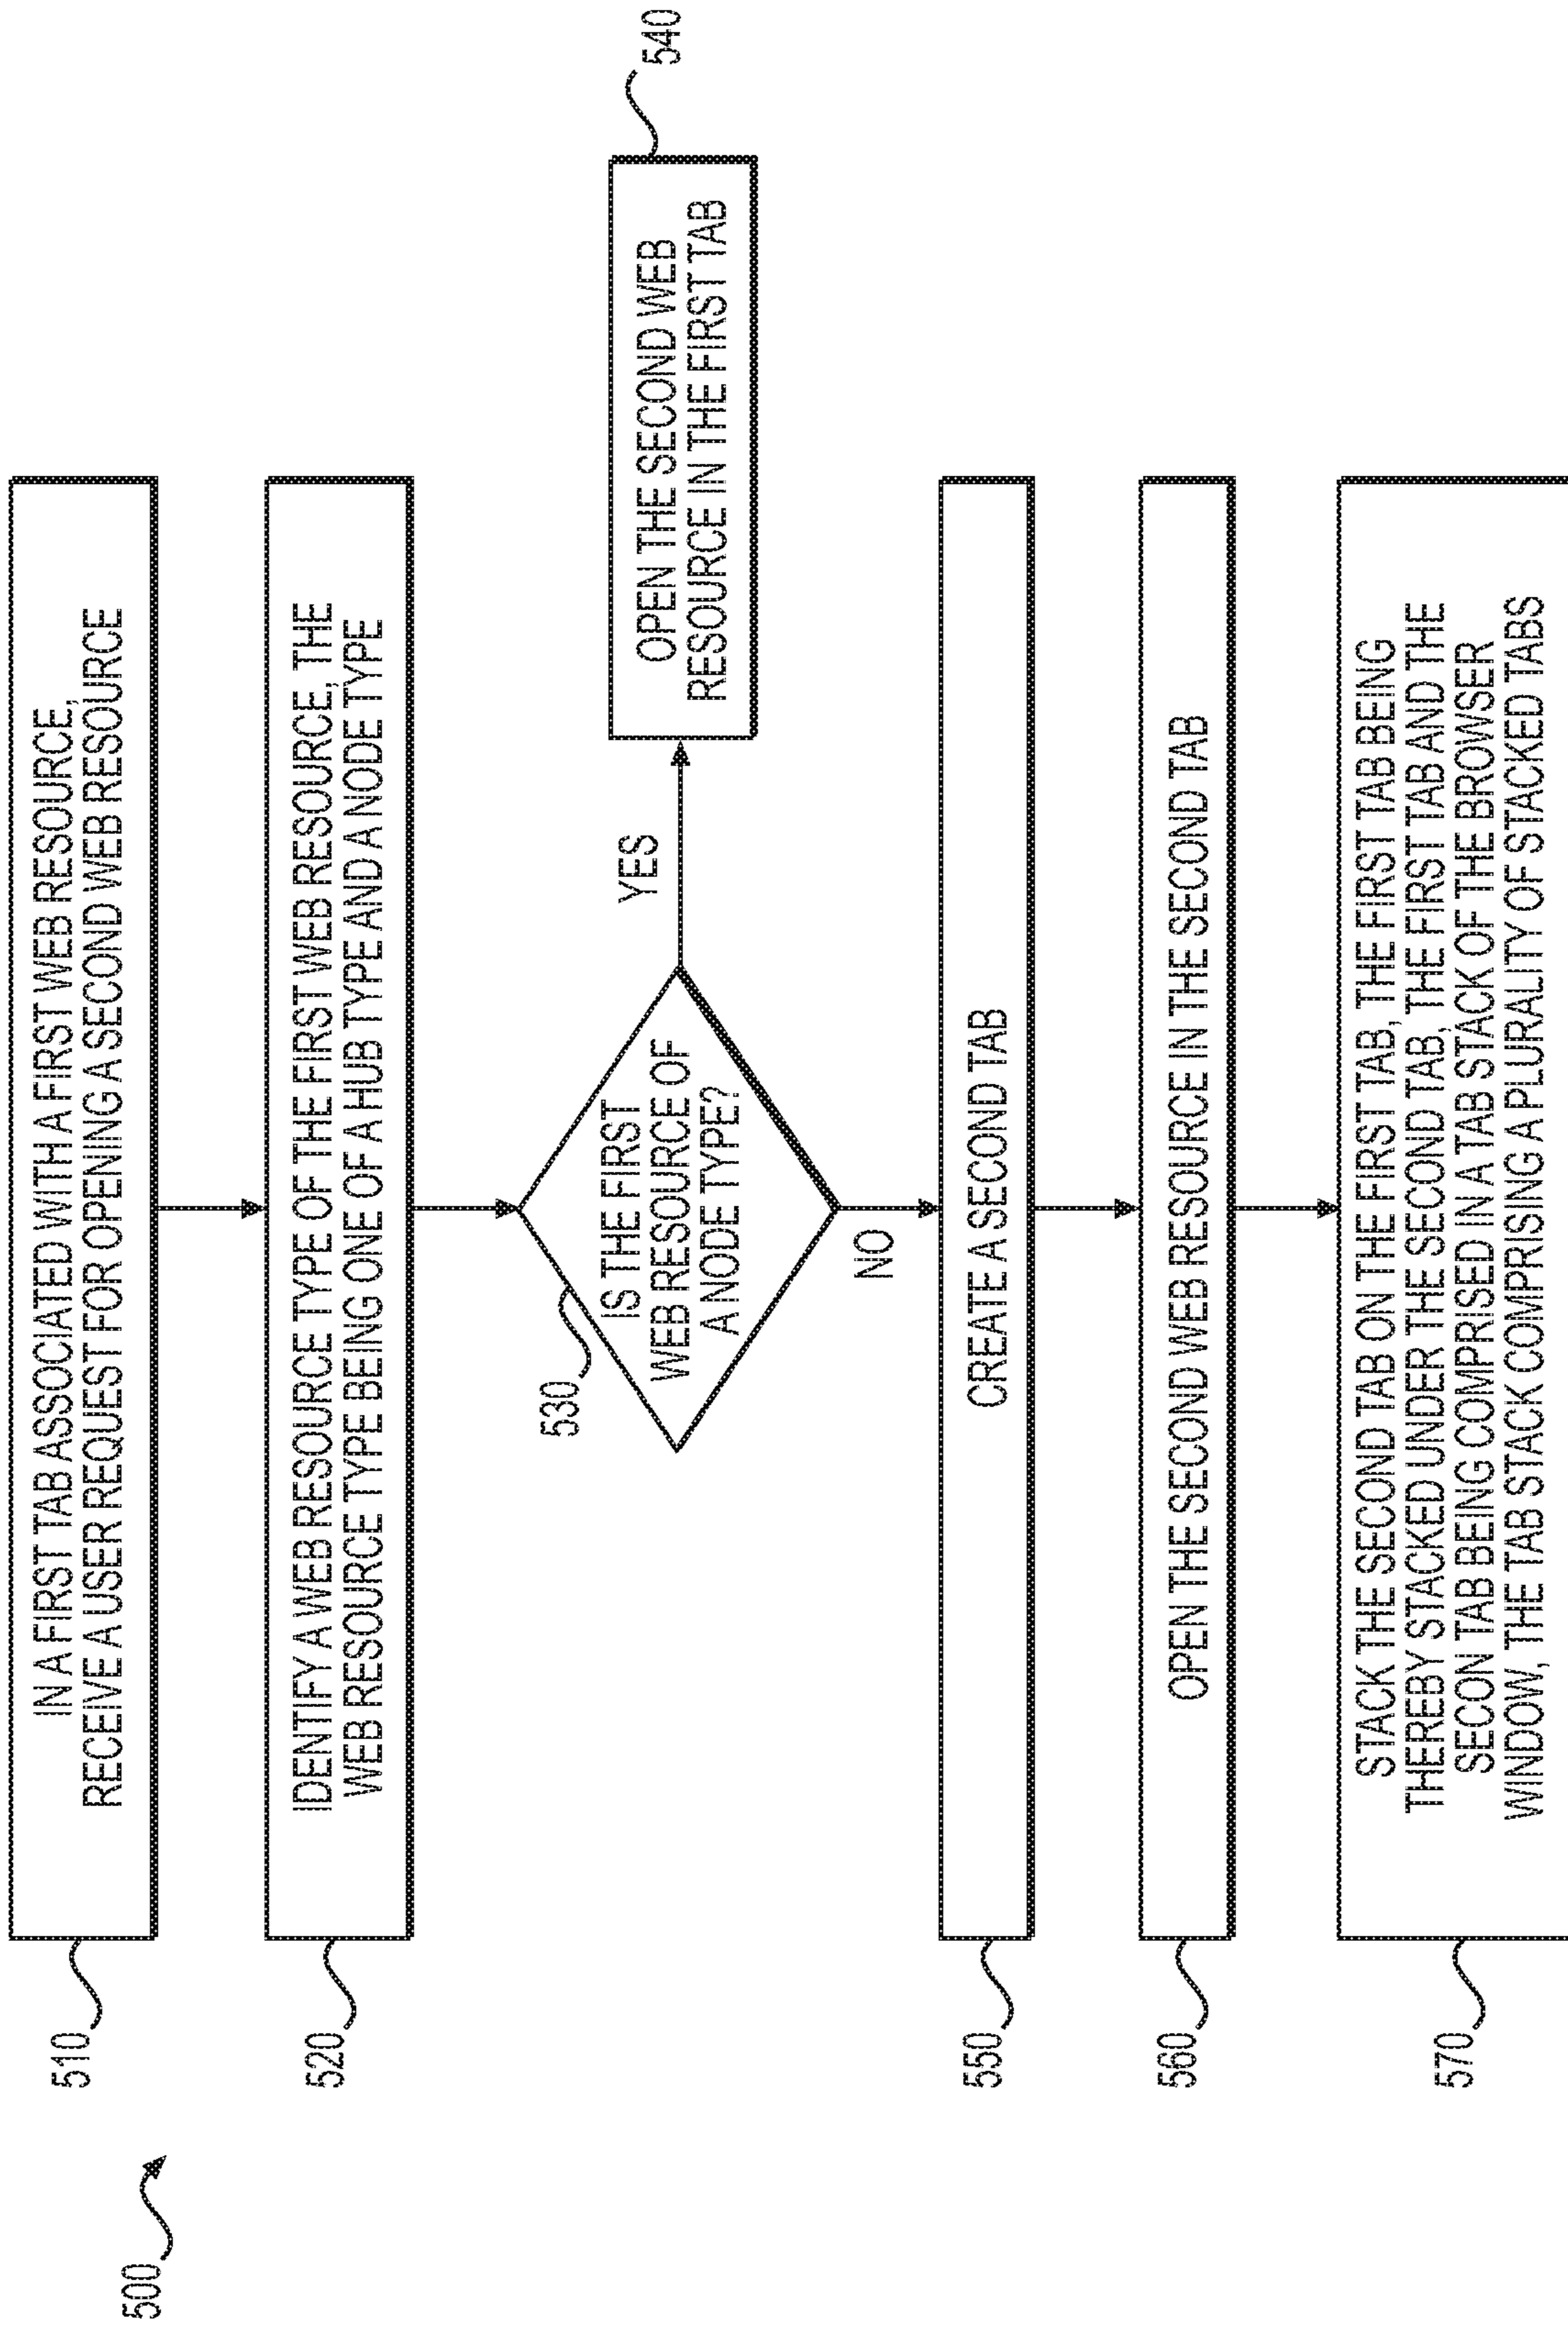 500
510
IN A FIRST TAB ASSOCIATED WITH A FIRST WEB RESOURCE,
RECEIVE A USER REQUEST FOR OPENING A SECOND WEB RESOURCE
520
IDENTIFY A WEB RESOURCE TYPE OF THE FIRST WEB RESOURCE, THE
WEB RESOURCE TYPE BEING ONE OF A HUB TYPE AND A NODE TYPE
530
IS THE FIRST
WEB RESOURCE OF
A NODE TYPE?
YES
540
OPEN THE SECOND WEB
RESOURCE IN THE FIRST TAB
NO
550
CREATE A SECOND TAB
560
OPEN THE SECOND WEB RESOURCE IN THE SECOND TAB
570
STACK THE SECOND TAB ON THE FIRST TAB, THE FIRST TAB BEING
THEREBY STACKED UNDER THE SECOND TAB, THE FIRST TAB AND THE
SECON TAB BEING COMPRISED IN A TAB STACK OF THE BROWSER
WINDOW, THE TAB STACK COMPRISING A PLURALITY OF STACKED TABS